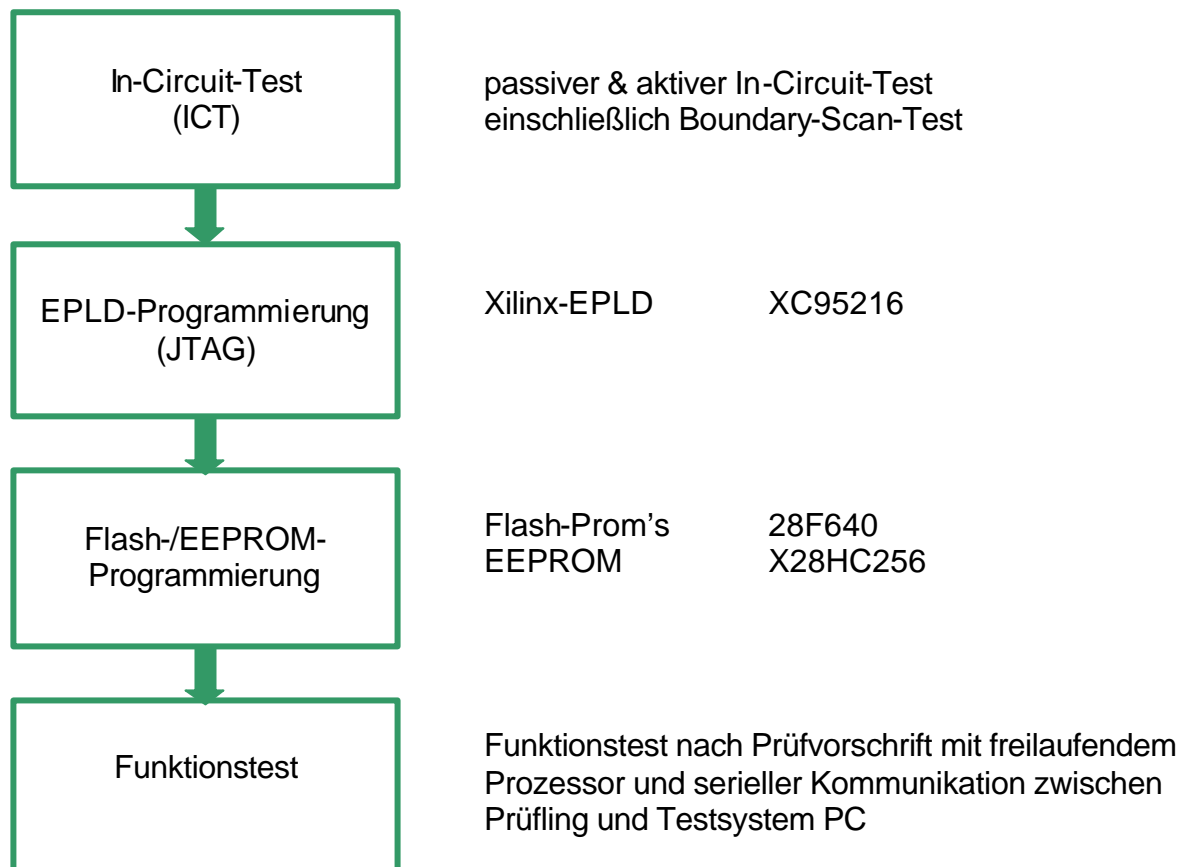 In-Circuit-Test
(ICT)
passiver & aktiver In-Circuit-Test
einschließlich Boundary-Scan-Test
EPLD-Programmierung
(JTAG)
Xilinx-EPLD XC95216
Flash-/EEPROM-
Programmierung
Flash-Prom's 28F640
EEPROM X28HC256
Funktionstest
Funktionstest nach Prüfvorschrift mit freilaufendem
Prozessor und serieller Kommunikation zwischen
Prüfling und Testsystem PC